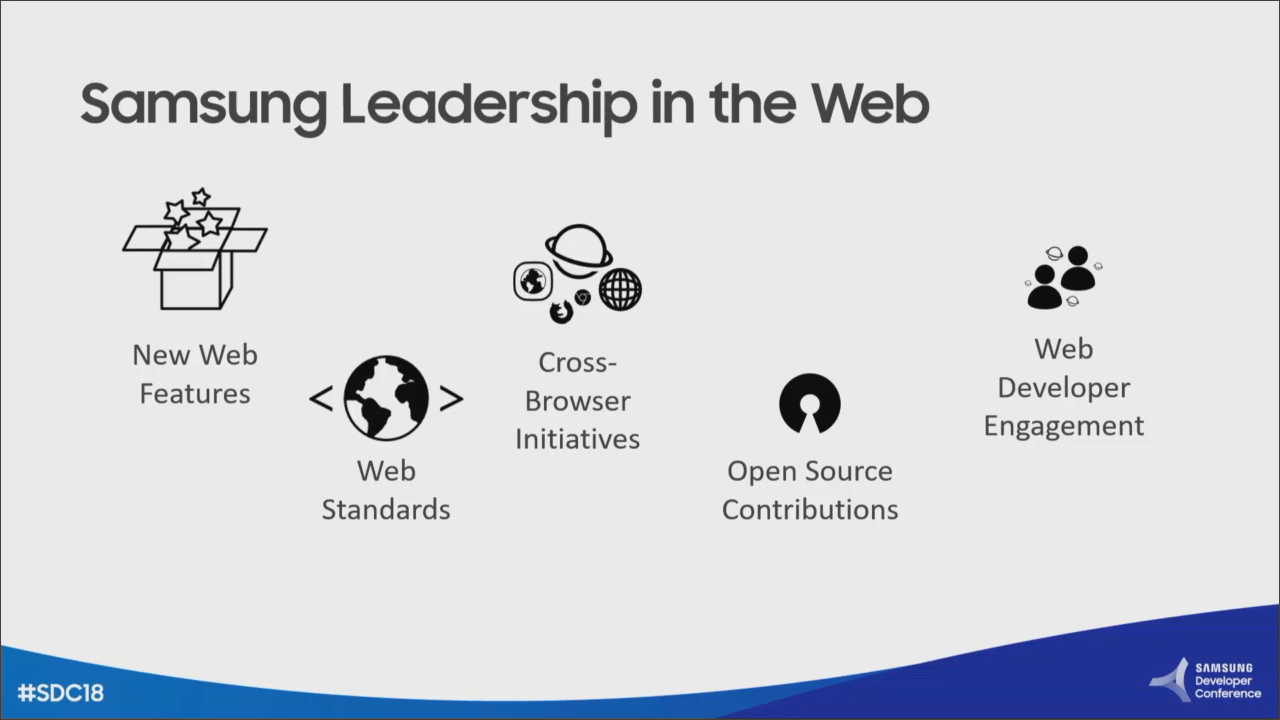 Samsung Leadership in the Web
New Web
Features
< >
Web
Standards
Cross-
Browser
Initiatives
Open Source
Contributions
Web
Developer
Engagement
#SDC18
SAMSUNG
Developer
Conference